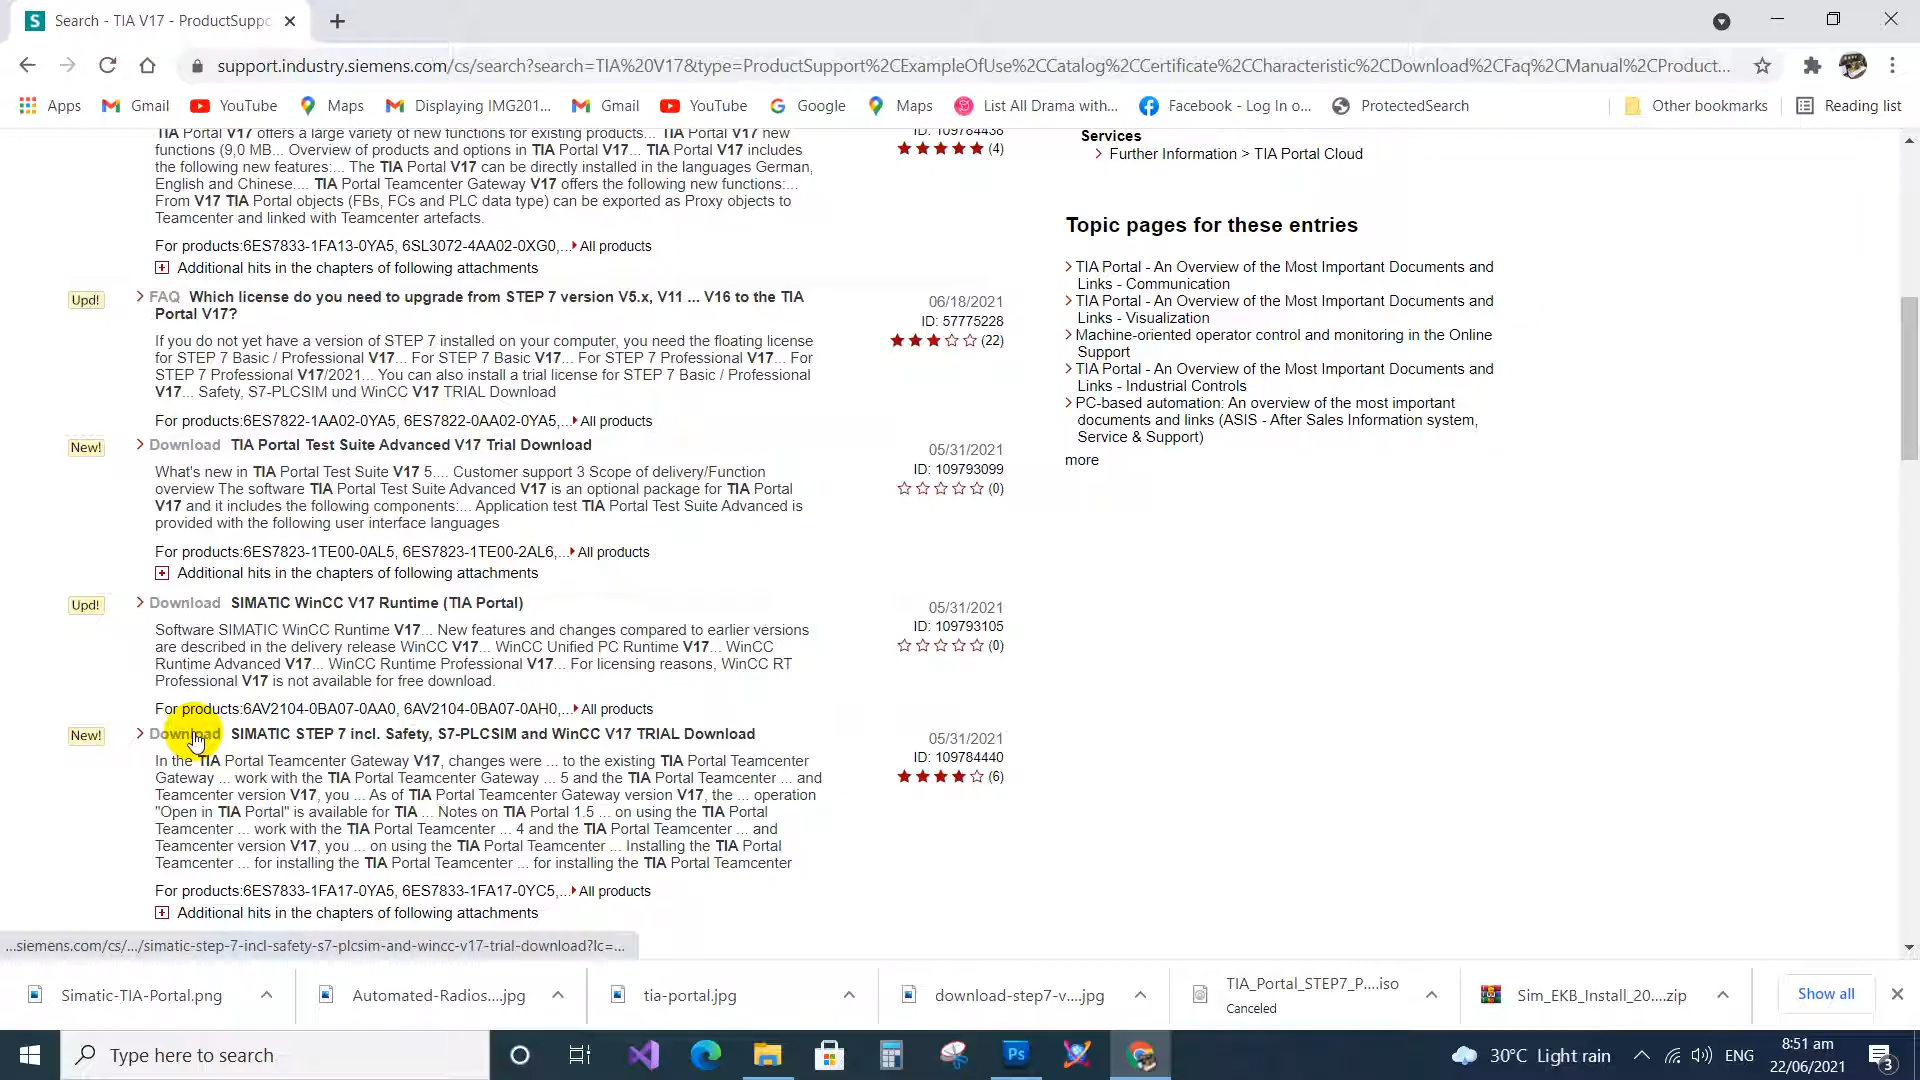 Search - TIA V17 - ProductSuppo
support.industry.siemens.com/cs/search?search=TIA%20V17&type=ProductSupport%2CExampleOfUse%2CCatalog%2CCertificate%2CCharacteristic%2CDownload%2CFaq%2CManual%2CProduct...
Apps Gmail YouTube Maps Displaying IMG201... Gmail YouTube Google Maps List All Drama with... Facebook - Log In o... ProtectedSearch Other bookmarks Reading list
TIA Portal V17 offers a large variety of new functions for existing products... TIA Portal V17 new
functions (9,0 MB... Overview of products and options in TIA Portal V17... TIA Portal V17 includes
the following new features:... The TIA Portal V17 can be directly installed in the languages German,
English and Chinese.... TIA Portal Teamcenter Gateway V17 offers the following new functions:...
From V17 TIA Portal objects (FBs, FCs and PLC data type) can be exported as Proxy objects to
Teamcenter and linked with Teamcenter artefacts.
ID: 109784438
(4)
For products:6ES7833-1FA13-0YA5, 6SL3072-4AA02-0XG0,... All products
Additional hits in the chapters of following attachments
Upd! FAQ Which license do you need to upgrade from STEP 7 version V5.x, V11 ... V16 to the TIA
Portal V17?
06/18/2021
ID: 57775228
(22)
If you do not yet have a version of STEP 7 installed on your computer, you need the floating license
for STEP 7 Basic / Professional V17... For STEP 7 Basic V17... For STEP 7 Professional V17... For
STEP 7 Professional V17/2021... You can also install a trial license for STEP 7 Basic / Professional
V17... Safety, S7-PLCSIM und WinCC V17 TRIAL Download
For products:6ES7822-1AA02-0YA5, 6ES7822-0AA02-0YA5,... All products
New! Download TIA Portal Test Suite Advanced V17 Trial Download
05/31/2021
ID: 109793099
(0)
What's new in TIA Portal Test Suite V17 5.... Customer support 3 Scope of delivery/Function
overview The software TIA Portal Test Suite Advanced V17 is an optional package for TIA Portal
V17 and it includes the following components:... Application test TIA Portal Test Suite Advanced is
provided with the following user interface languages
For products:6ES7823-1TE00-0AL5, 6ES7823-1TE00-2AL6,... All products
Additional hits in the chapters of following attachments
Upd! Download SIMATIC WinCC V17 Runtime (TIA Portal)
05/31/2021
ID: 109793105
(0)
Software SIMATIC WinCC Runtime V17... New features and changes compared to earlier versions
are described in the delivery release WinCC V17... WinCC Unified PC Runtime V17... WinCC
Runtime Advanced V17... WinCC Runtime Professional V17... For licensing reasons, WinCC RT
Professional V17 is not available for free download.
For products:6AV2104-0BA07-0AA0, 6AV2104-0BA07-0AH0,... All products
New! Download SIMATIC STEP 7 incl. Safety, S7-PLCSIM and WinCC V17 TRIAL Download
05/31/2021
ID: 109784440
(6)
In the TIA Portal Teamcenter Gateway V17, changes were ... to the existing TIA Portal Teamcenter
Gateway ... work with the TIA Portal Teamcenter Gateway ... 5 and the TIA Portal Teamcenter ... and
Teamcenter version V17, you ... As of TIA Portal Teamcenter Gateway version V17, the ... operation
"Open in TIA Portal" is available for TIA ... Notes on TIA Portal 1.5 ... on using the TIA Portal
Teamcenter ... work with the TIA Portal Teamcenter ... 4 and the TIA Portal Teamcenter ... and
Teamcenter version V17, you ... on using the TIA Portal Teamcenter ... Installing the TIA Portal
Teamcenter ... for installing the TIA Portal Teamcenter ... for installing the TIA Portal Teamcenter
For products:6ES7833-1FA17-0YA5, 6ES7833-1FA17-0YC5,... All products
Additional hits in the chapters of following attachments
Services
Further Information > TIA Portal Cloud
Topic pages for these entries
TIA Portal - An Overview of the Most Important Documents and
Links - Communication
TIA Portal - An Overview of the Most Important Documents and
Links - Visualization
Machine-oriented operator control and monitoring in the Online
Support
TIA Portal - An Overview of the Most Important Documents and
Links - Industrial Controls
PC-based automation: An overview of the most important
documents and links (ASIS - After Sales Information system,
Service & Support)
more
...siemens.com/cs/.../simatic-step-7-incl-safety-s7-plcsim-and-wincc-v17-trial-download?lc=...
Simatic-TIA-Portal.png Automated-Radios....jpg tia-portal.jpg download-step7-v....jpg TIA_Portal_STEP7_P....iso Sim_EKB_Install_20....zip Show all
Canceled
Type here to search
Ps
30°C Light rain ENG
8:51 am
22/06/2021
3